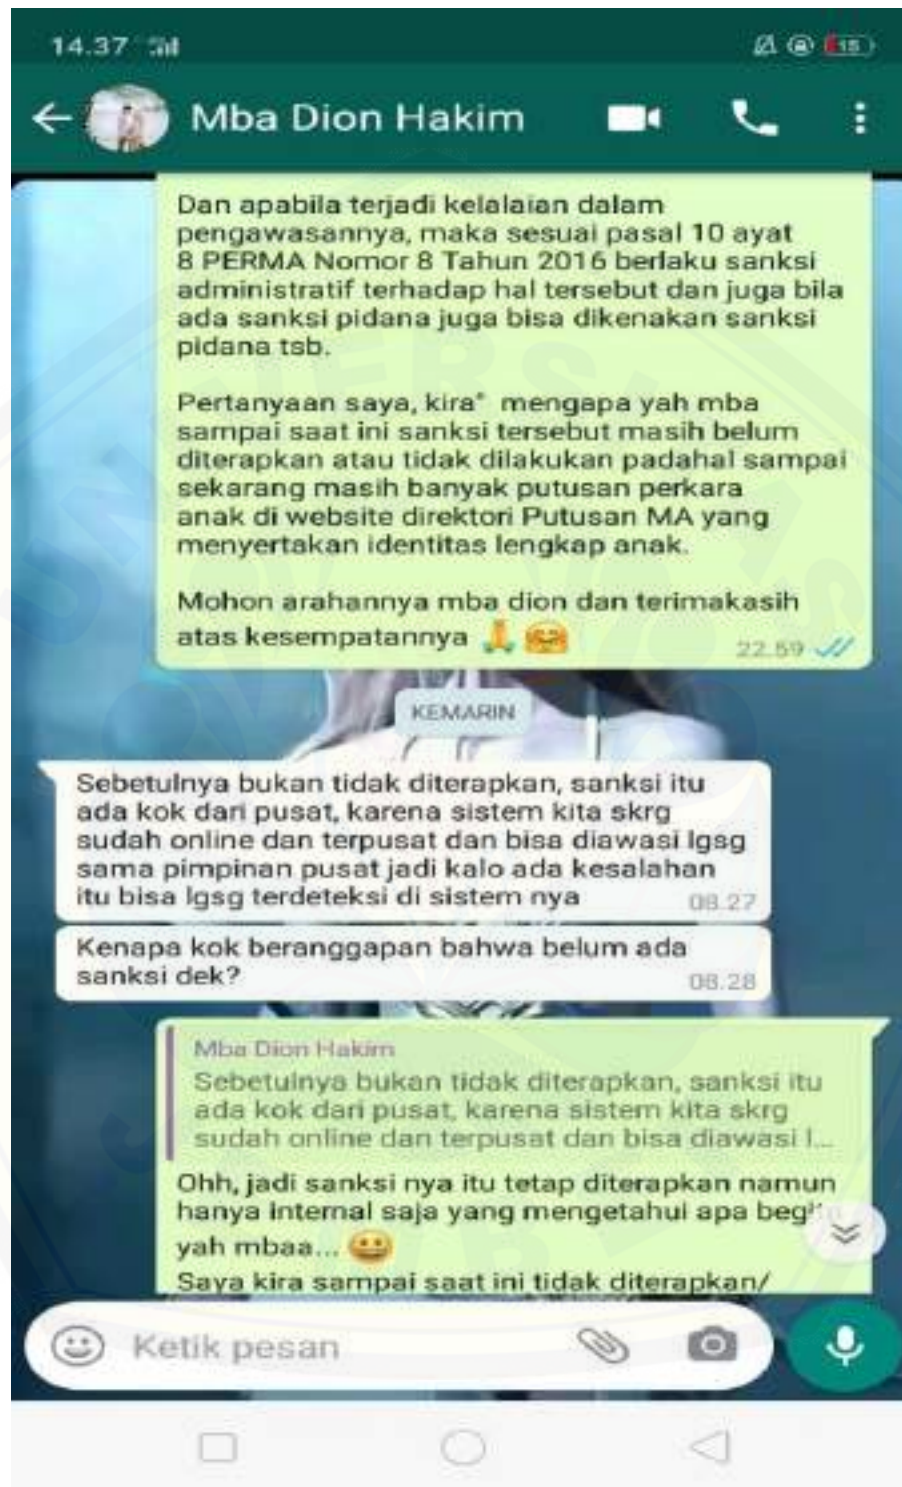 14.37
15
Mba Dion Hakim
Dan apabila terjadi kelalaian dalam
pengawasannya, maka sesuai pasal 10 ayat
8 PERMA Nomor 8 Tahun 2016 berlaku sanksi
administratif terhadap hal tersebut dan juga bila
ada sanksi pidana juga bisa dikenakan sanksi
pidana tsb.
Pertanyaan saya, kira" mengapa yah mba
sampai saat ini sanksi tersebut masih belum
diterapkan atau tidak dilakukan padahal sampai
sekarang masih banyak putusan perkara
anak di website direktori Putusan MA yang
menyertakan identitas lengkap anak.
Mohon arahannya mba dion dan terimakasih
atas kesempatannya 🙏 🤗
22.59
KEMARIN
Sebetulnya bukan tidak diterapkan, sanksi itu
ada kok dari pusat, karena sistem kita skrg
sudah online dan terpusat dan bisa diawasi lgsg
sama pimpinan pusat jadi kalo ada kesalahan
itu bisa lgsg terdeteksi di sistem nya
08.27
Kenapa kok beranggapan bahwa belum ada
sanksi dek?
08.28
Mba Dion Hakim
Sebetulnya bukan tidak diterapkan, sanksi itu
ada kok dari pusat, karena sistem kita skrg
sudah online dan terpusat dan bisa diawasi l...
Ohh, jadi sanksi nya itu tetap diterapkan namun
hanya internal saja yang mengetahui apa begitu
yah mbaa... 😀
Saya kira sampai saat ini tidak diterapkan/
Ketik pesan